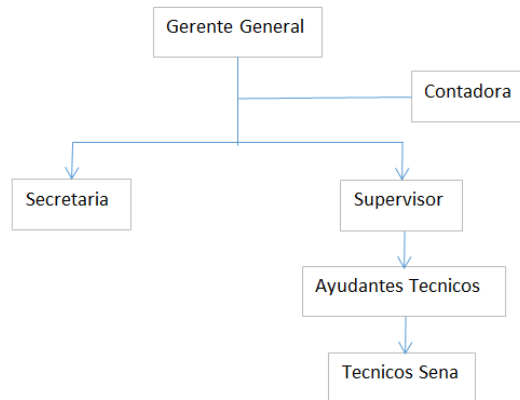 Gerente General
Contadora
Secretaria
Supervisor
Ayudantes Tecnicos
Tecnicos Sena